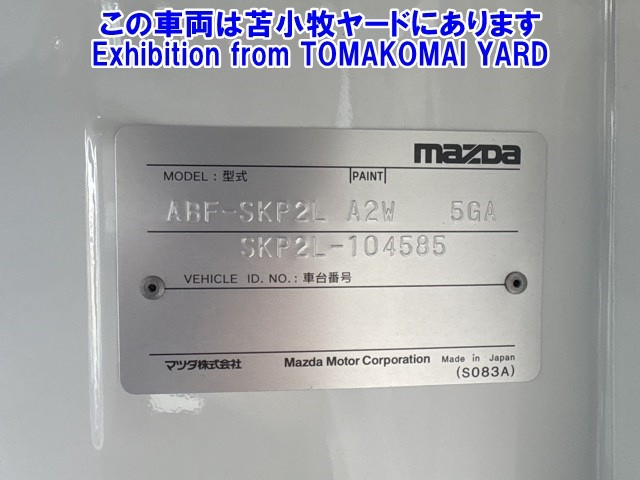 この車両は苫小牧ヤードにあります
Exhibition from TOMAKOMAI YARD
mazda
MODEL : 型式 PAINT
ABF-SKP2L A2W 5GA
SKP2L-104585
VEHICLE ID. NO. : 車台番号
マツダ株式会社 Mazda Motor Corporation Made in Japan
(S083A)